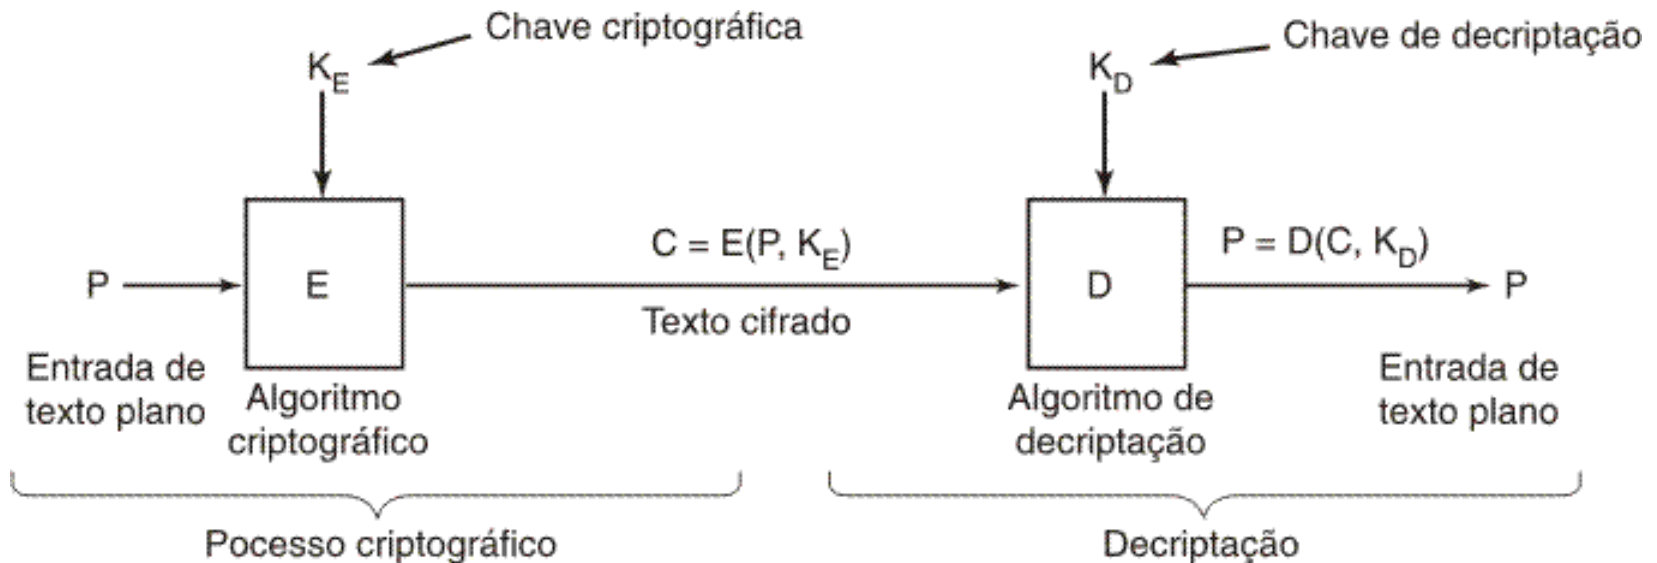 Chave criptográfica
Chave de decriptação
K_E
K_D
C = E(P, K_E)
P = D(C, K_D)
P
E
D
P
Texto cifrado
Entrada de
texto plano
Algoritmo
criptográfico
Algoritmo de
decriptação
Entrada de
texto plano
Pocesso criptográfico
Decriptação